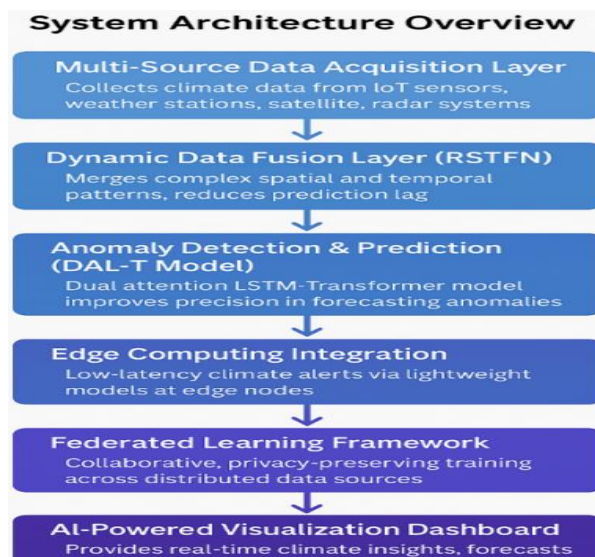 System Architecture Overview
Multi-Source Data Acquisition Layer
Collects climate data from IoT sensors,
weather stations, satellite, radar systems
Dynamic Data Fusion Layer (RSTFN)
Merges complex spatial and temporal
patterns, reduces prediction lag
Anomaly Detection & Prediction
(DAL-T Model)
Dual attention LSTM-Transformer model
improves precision in forecasting anomalies
Edge Computing Integration
Low-latency climate alerts via lightweight
models at edge nodes
Federated Learning Framework
Collaborative, privacy-preserving training
across distributed data sources
AI-Powered Visualization Dashboard
Provides real-time climate insights, forecasts